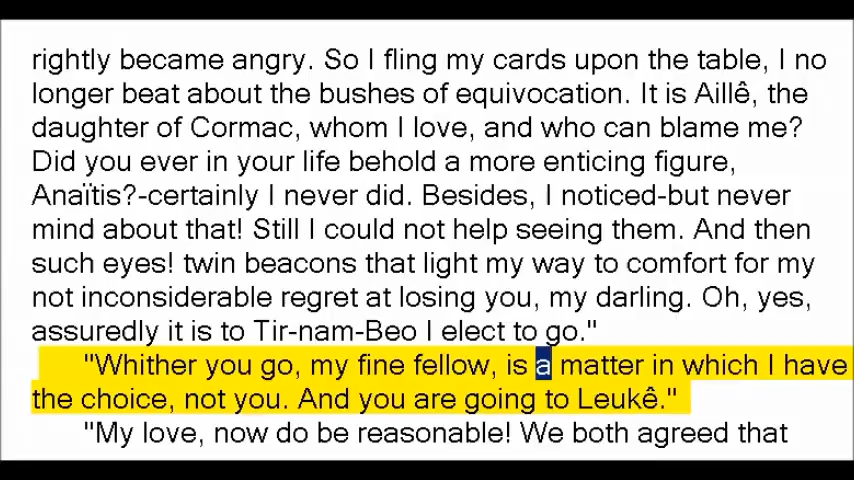 rightly became angry. So I fling my cards upon the table, I no
longer beat about the bushes of equivocation. It is Aillê, the
daughter of Cormac, whom I love, and who can blame me?
Did you ever in your life behold a more enticing figure,
Anaïtis?-certainly I never did. Besides, I noticed-but never
mind about that! Still I could not help seeing them. And then
such eyes! twin beacons that light my way to comfort for my
not inconsiderable regret at losing you, my darling. Oh, yes,
assuredly it is to Tir-nam-Beo I elect to go."
"Whither you go, my fine fellow, is a matter in which I have
the choice, not you. And you are going to Leukê."
"My love, now do be reasonable! We both agreed that